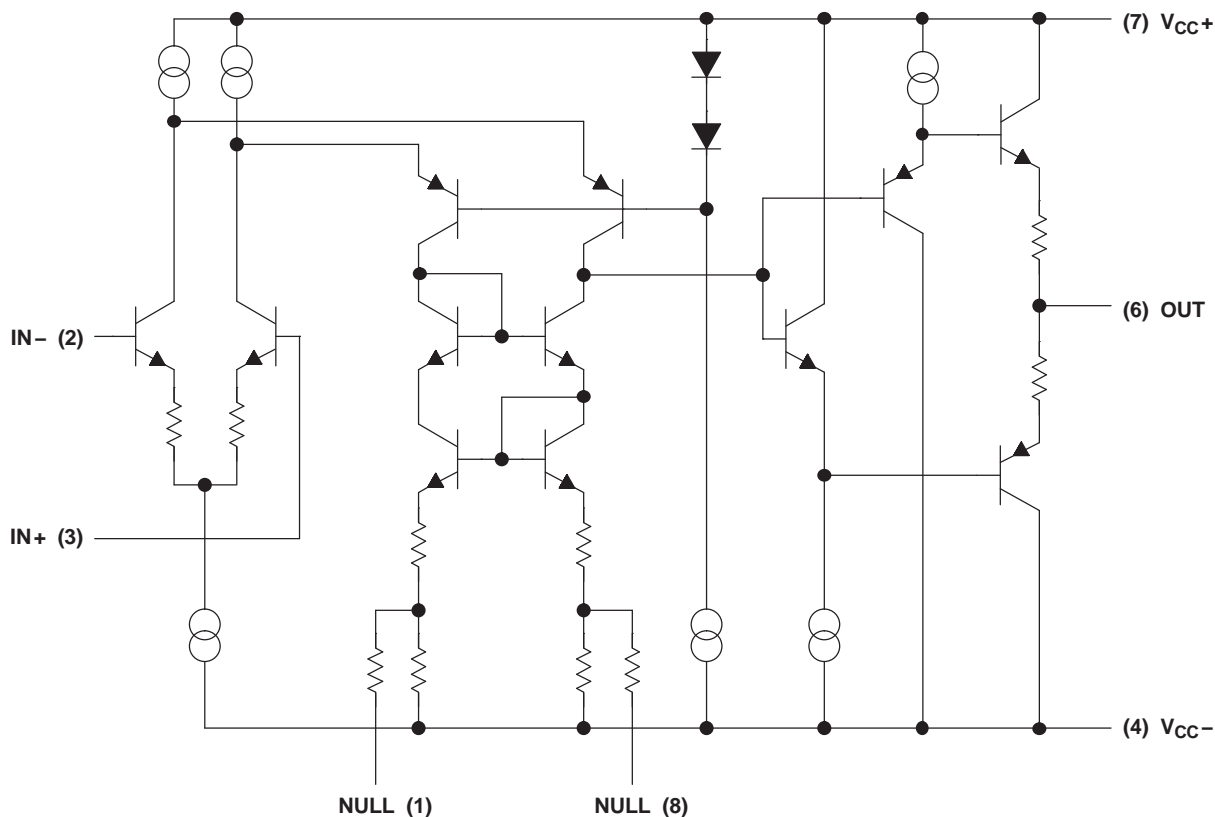 (7) VCC+
IN− (2)
(6) OUT
IN+ (3)
(4) VCC−
NULL (1)
NULL (8)